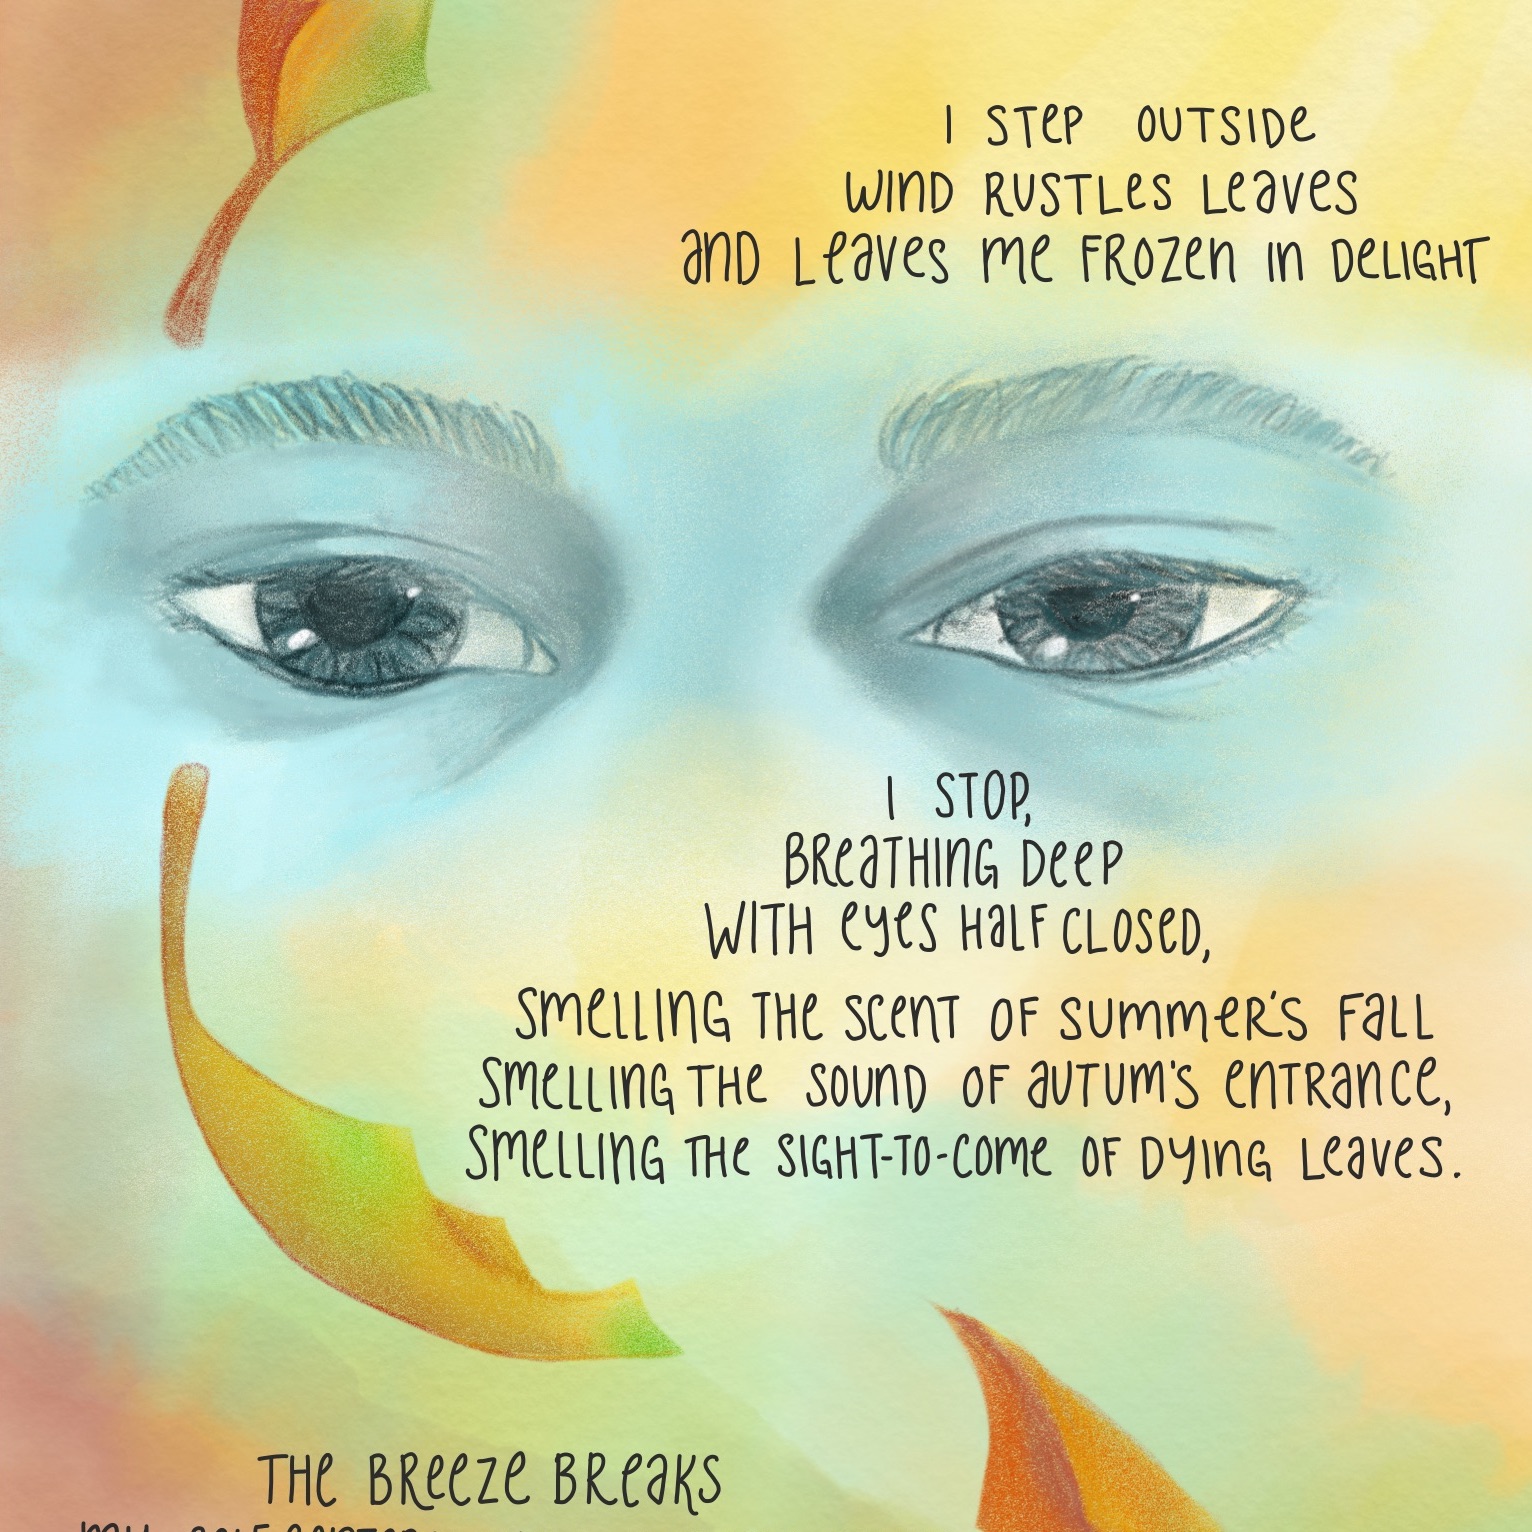 I STEP OUTSIDE
WIND RUSTLES LEAVES
AND LEAVES ME FROZEN IN DELIGHT
I STOP,
BREATHING DEEP
WITH EYES HALF CLOSED,
SMELLING THE SCENT OF SUMMER'S FALL
SMELLING THE SOUND OF AUTUM'S ENTRANCE,
SMELLING THE SIGHT-TO-COME OF DYING LEAVES.
THE BREEZE BREAKS